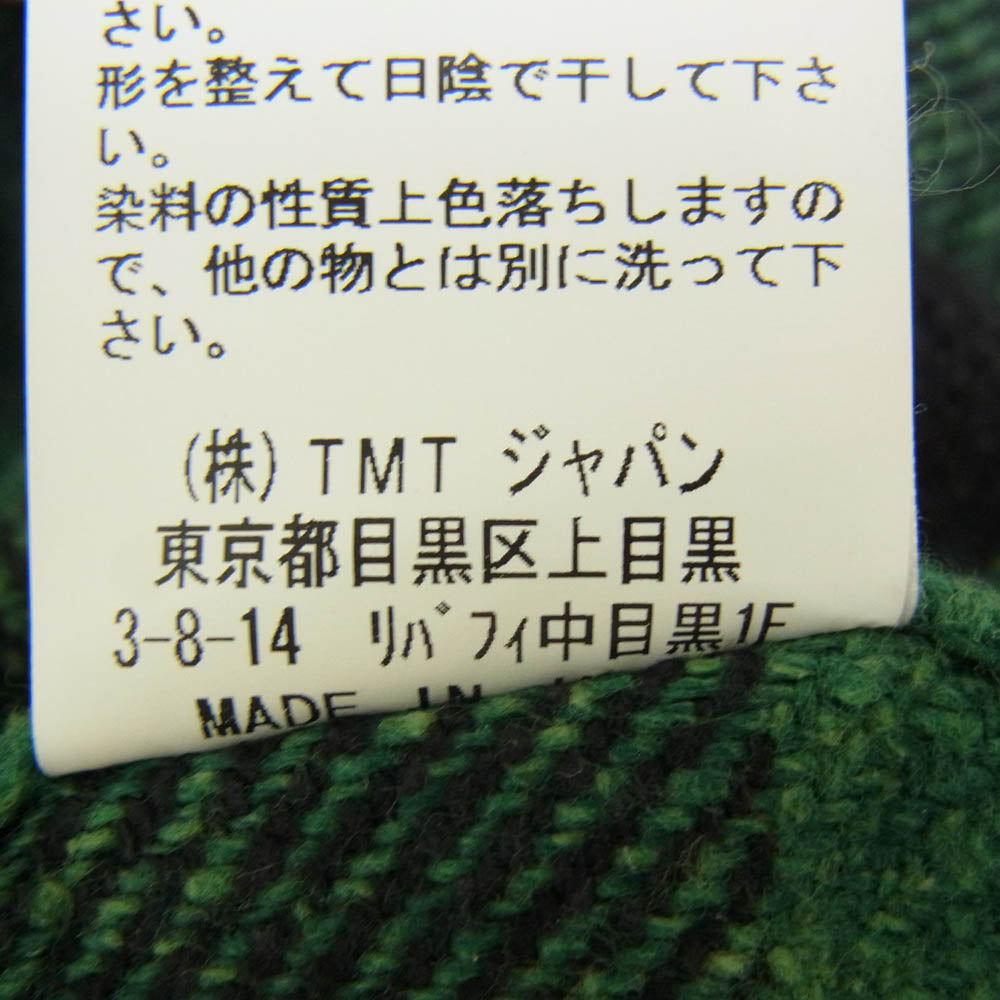 さい。
形を整えて日陰で干して下さ
い。
染料の性質上色落ちしますの
で、他の物とは別に洗って下
さい。
(株) TMT ジャパン
東京都目黒区上目黒
3-8-14 ﾘﾊﾞﾌｨ中目黒1F
MADE IN